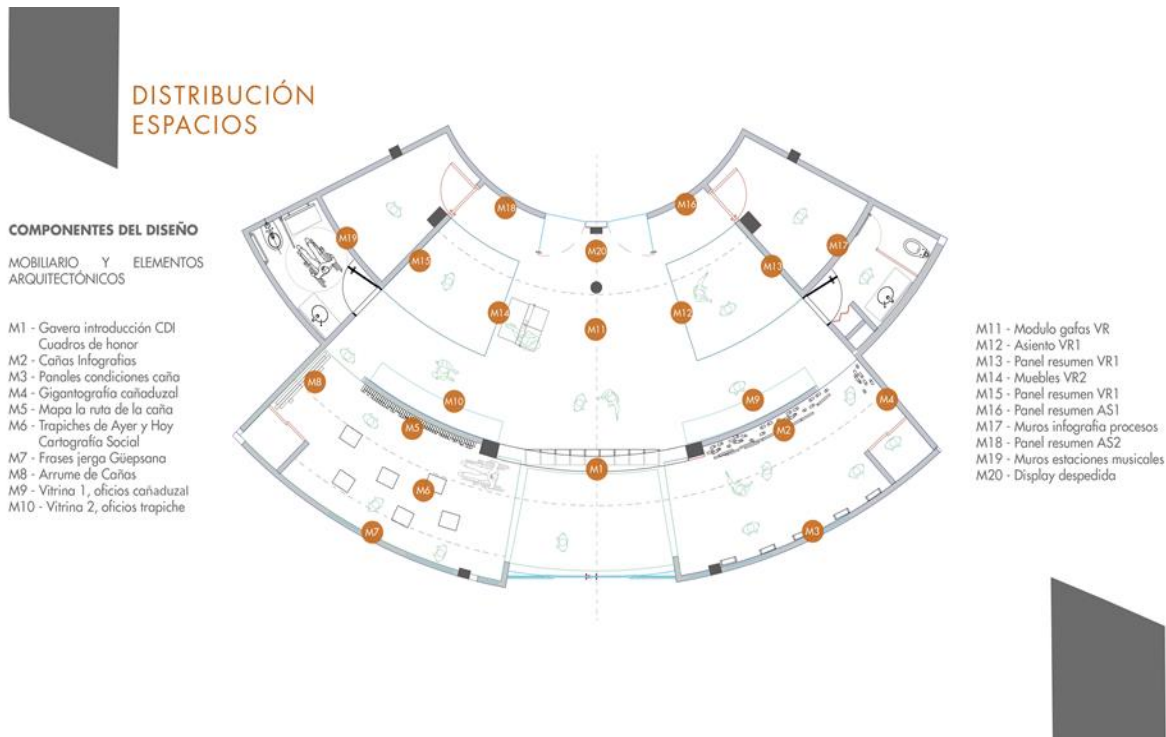 DISTRIBUCIÓN
ESPACIOS
COMPONENTES DEL DISEÑO
MOBILIARIO Y ELEMENTOS
ARQUITECTÓNICOS
M1 - Gavera introducción CDI
Cuadros de honor
M2 - Cañas Infografias
M3 - Panales condiciones caña
M4 - Gigantografía cañaduzal
M5 - Mapa la ruta de la caña
M6 - Trapiches de Ayer y Hoy
Cartografía Social
M7 - Frases jerga Güepsana
M8 - Arrume de Cañas
M9 - Vitrina 1, oficios cañaduzal
M10 - Vitrina 2, oficios trapiche
M18
M16
M19
M20
M17
M15
M13
M14
M12
M11
M8
M10
M9
M4
M5
M2
M1
M6
M7
M3
M11 - Modulo gafas VR
M12 - Asiento VR1
M13 - Panel resumen VR1
M14 - Muebles VR2
M15 - Panel resumen VR1
M16 - Panel resumen AS1
M17 - Muros infografia procesos
M18 - Panel resumen AS2
M19 - Muros estaciones musicales
M20 - Display despedida